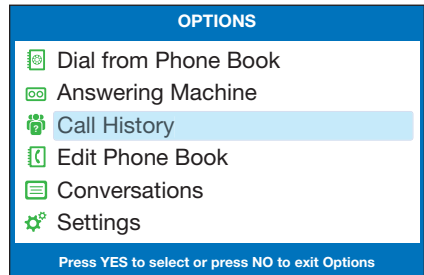 OPTIONS
Dial from Phone Book
Answering Machine
Call History
Edit Phone Book
Conversations
Settings
Press YES to select or press NO to exit Options